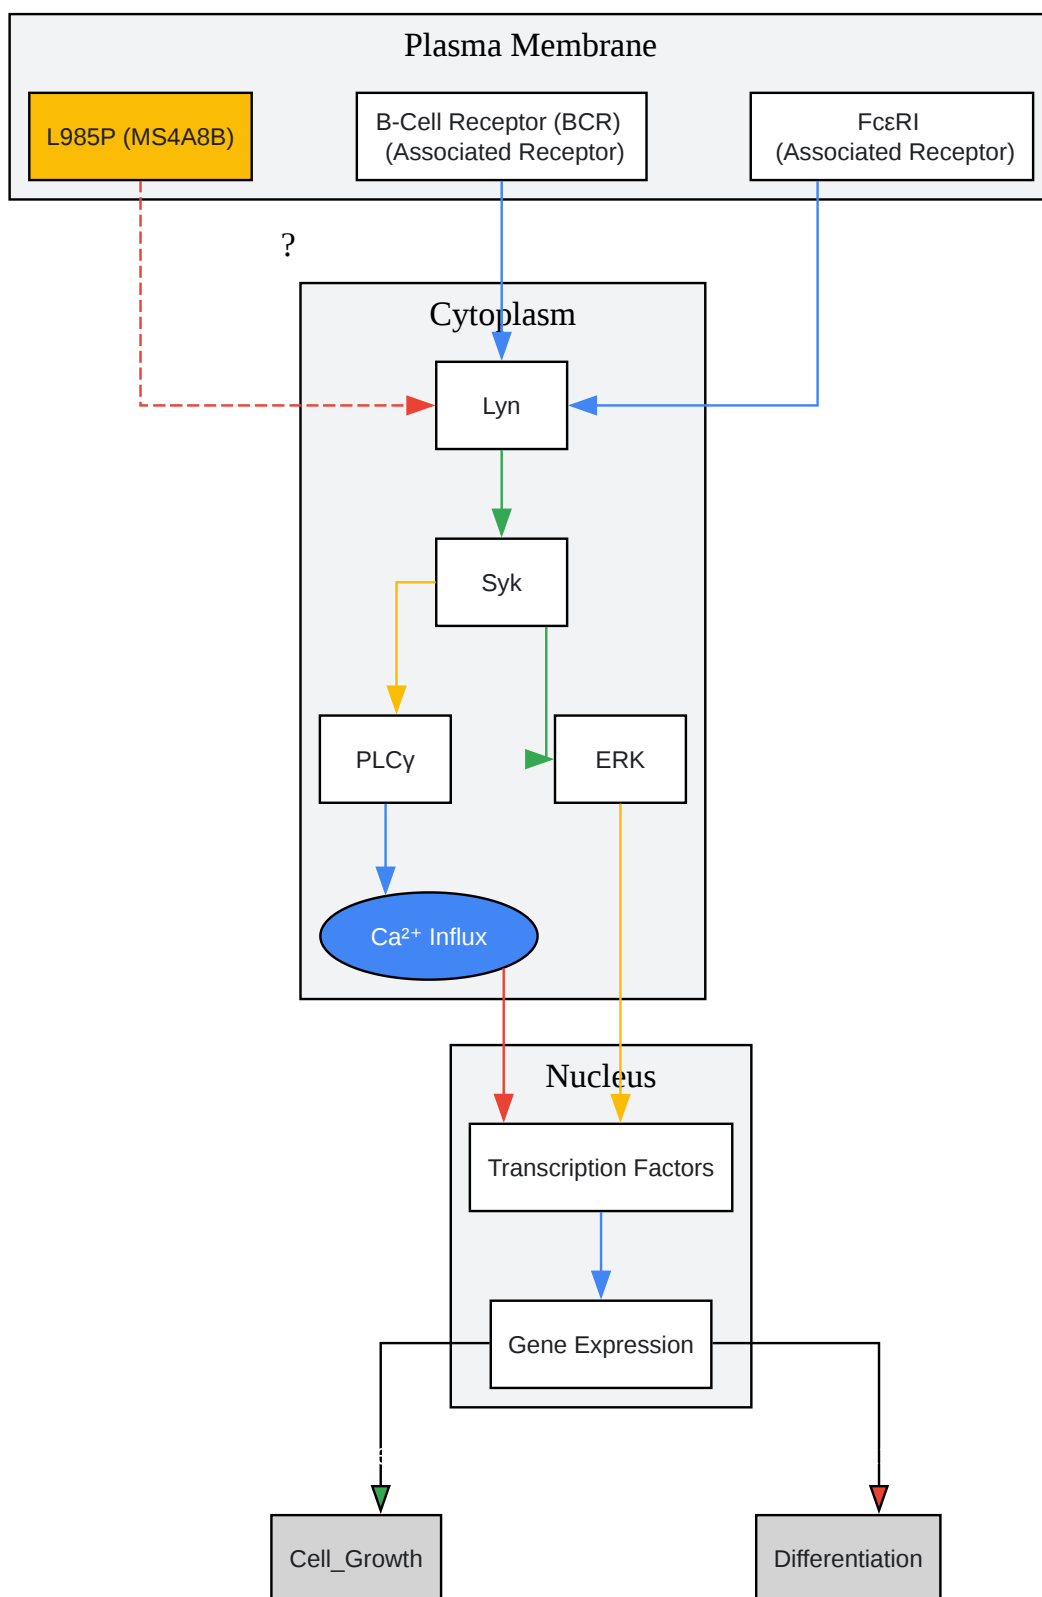 Plasma Membrane
L985P (MS4A8B)
B-Cell Receptor (BCR)
(Associated Receptor)
FcεRI
(Associated Receptor)
?
Cytoplasm
Lyn
Syk
PLCγ
ERK
Ca²⁺ Influx
Nucleus
Transcription Factors
Gene Expression
Cell_Growth
Differentiation